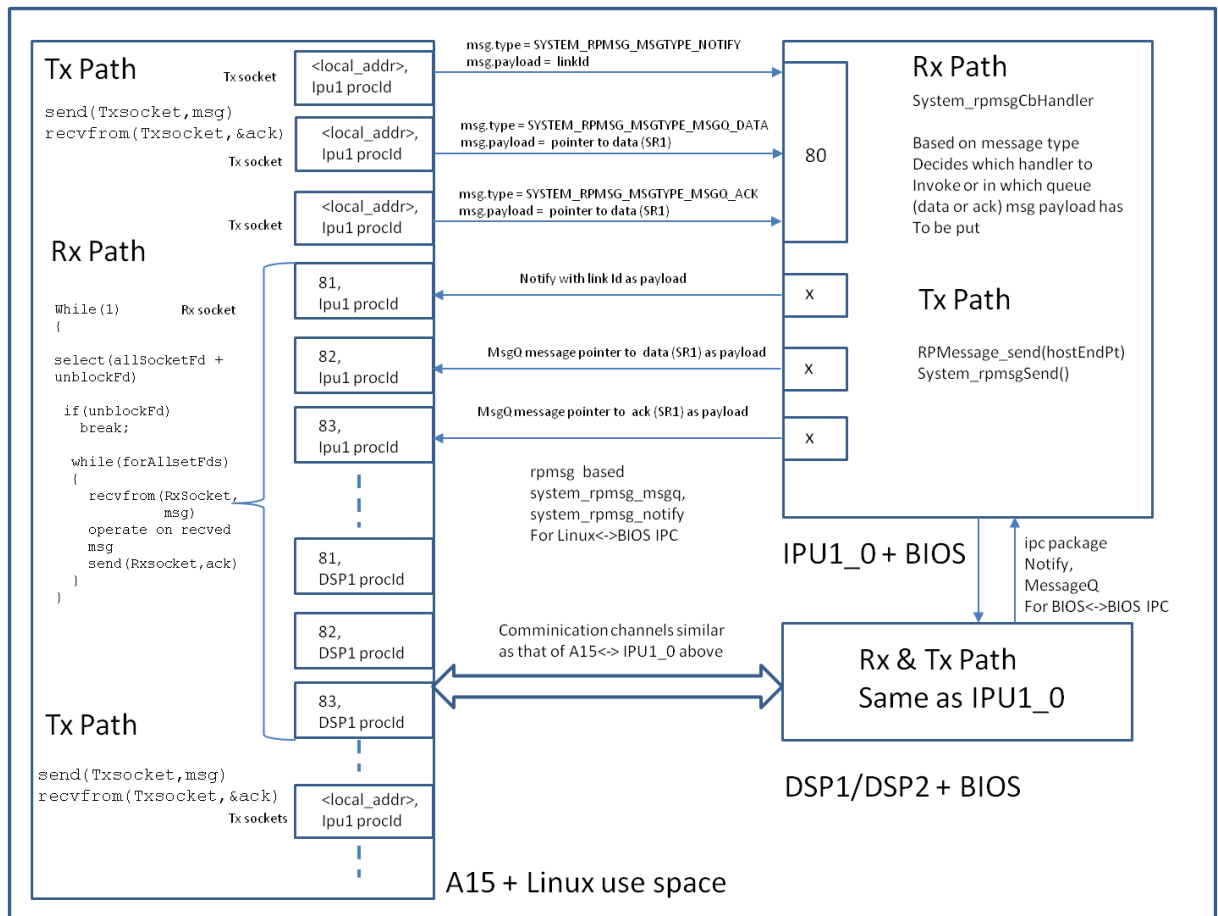 Tx Path
Tx socket
send(Txsocket,msg)
recvfrom(Txsocket,&ack)
Tx socket
Tx socket
<local_addr>,
Ipu1 procId
<local_addr>,
Ipu1 procId
<local_addr>,
Ipu1 procId
msg.type = SYSTEM_RPMSG_MSGTYPE_NOTIFY
msg.payload = linkId
msg.type = SYSTEM_RPMSG_MSGTYPE_MSGQ_DATA
msg.payload = pointer to data (SR1)
msg.type = SYSTEM_RPMSG_MSGTYPE_MSGQ_ACK
msg.payload = pointer to data (SR1)
80
Rx Path
System_rpmsgCbHandler
Based on message type
Decides which handler to
Invoke or in which queue
(data or ack) msg payload has
To be put
Rx Path
Rx socket
While(1)
{
select(allSocketFd +
unblockFd)
if(unblockFd)
break;
while(forAllsetFds)
{
recvfrom(RxSocket,
msg)
operate on recved
msg
send(Rxsocket,ack)
}
}
81,
Ipu1 procId
82,
Ipu1 procId
83,
Ipu1 procId
81,
DSP1 procId
82,
DSP1 procId
83,
DSP1 procId
Notify with link Id as payload
MsgQ message pointer to data (SR1) as payload
MsgQ message pointer to ack (SR1) as payload
X
X
X
Tx Path
RPMessage_send(hostEndPt)
System_rpmsgSend()
rpmsg based
system_rpmsg_msgq,
system_rpmsg_notify
For Linux<->BIOS IPC
IPU1_0 + BIOS
ipc package
Notify,
MessageQ
For BIOS<->BIOS IPC
Comminication channels similar
as that of A15<-> IPU1_0 above
Rx & Tx Path
Same as IPU1_0
DSP1/DSP2 + BIOS
Tx Path
send(Txsocket,msg)
recvfrom(Txsocket,&ack)
Tx sockets
<local_addr>,
Ipu1 procId
A15 + Linux use space